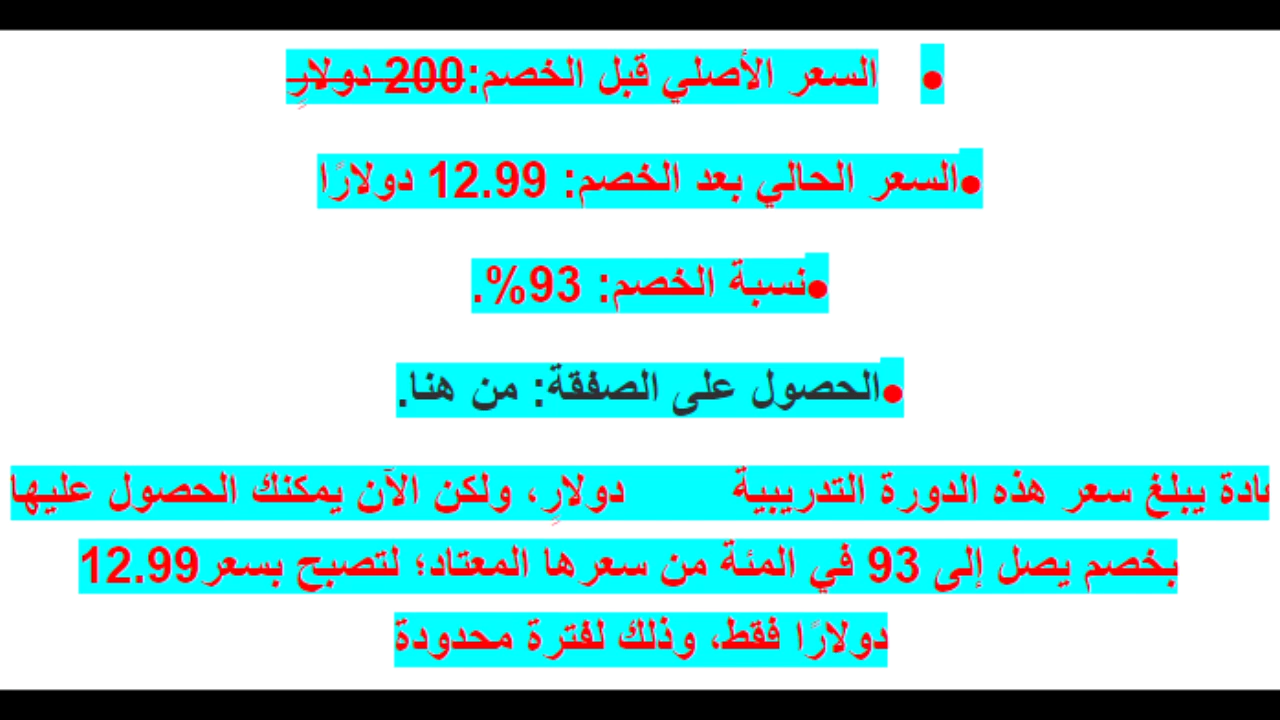 • السعر الأصلي قبل الخصم:200 دولارٍ
•السعر الحالي بعد الخصم: 12.99 دولارًا
•نسبة الخصم: 93%.
•الحصول على الصفقة: من هنا.
عادة يبلغ سعر هذه الدورة التدريبية دولارٍ، ولكن الآن يمكنك الحصول عليها
بخصم يصل إلى 93 في المئة من سعرها المعتاد؛ لتصبح بسعر12.99
دولارًا فقط، وذلك لفترة محدودة